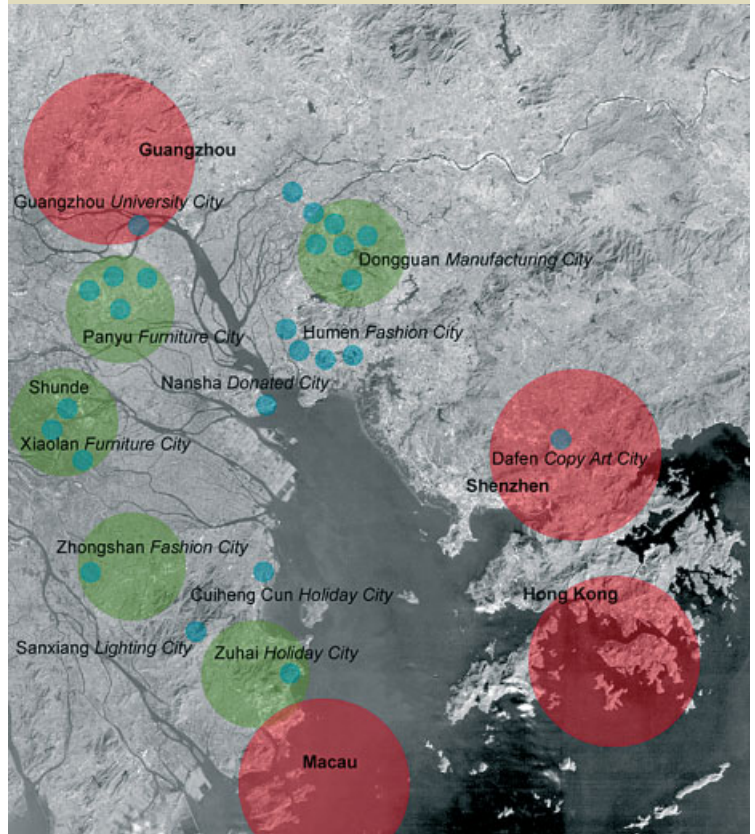 Guangzhou
Guangzhou University City
Dongguan Manufacturing City
Panyu Furniture City
Humen Fashion City
Nansha Donated City
Shunde
Xiaolan Furniture City
Dafen Copy Art City
Shenzhen
Zhongshan Fashion City
Cuiheng Cun Holiday City
Hong Kong
Sanxiang Lighting City
Zuhai Holiday City
Macau